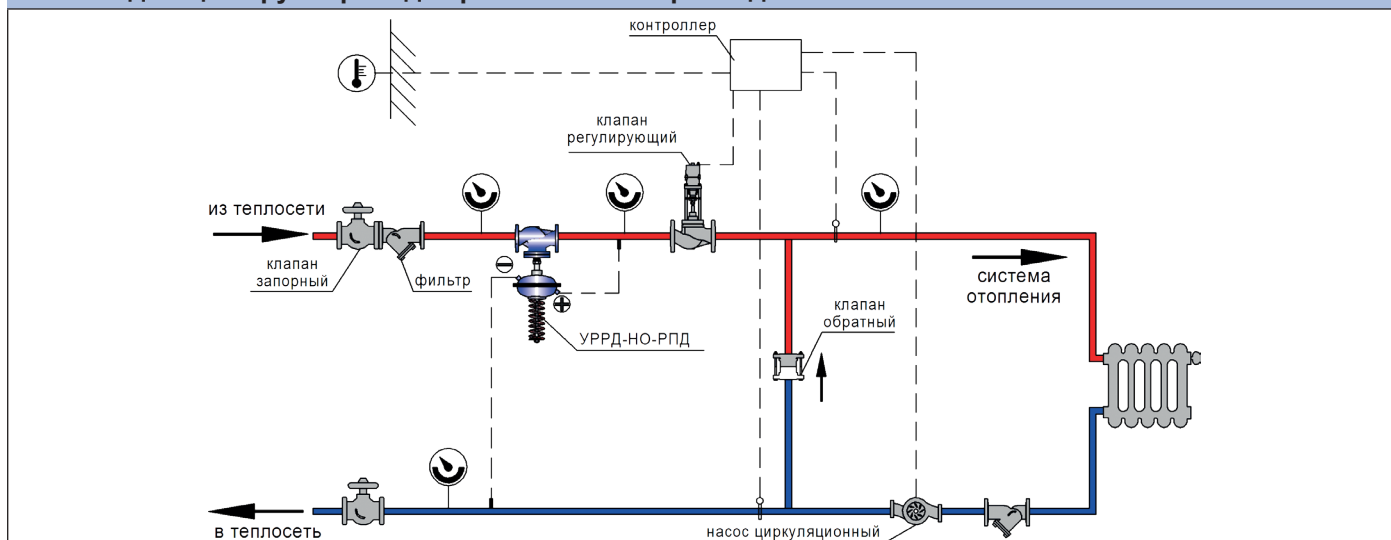 контроллер
клапан
регулирующий
из теплосети
клапан
запорный
фильтр
УРРД-НО-РПД
клапан
обратный
система
отопления
в теплосеть
насос циркуляционный